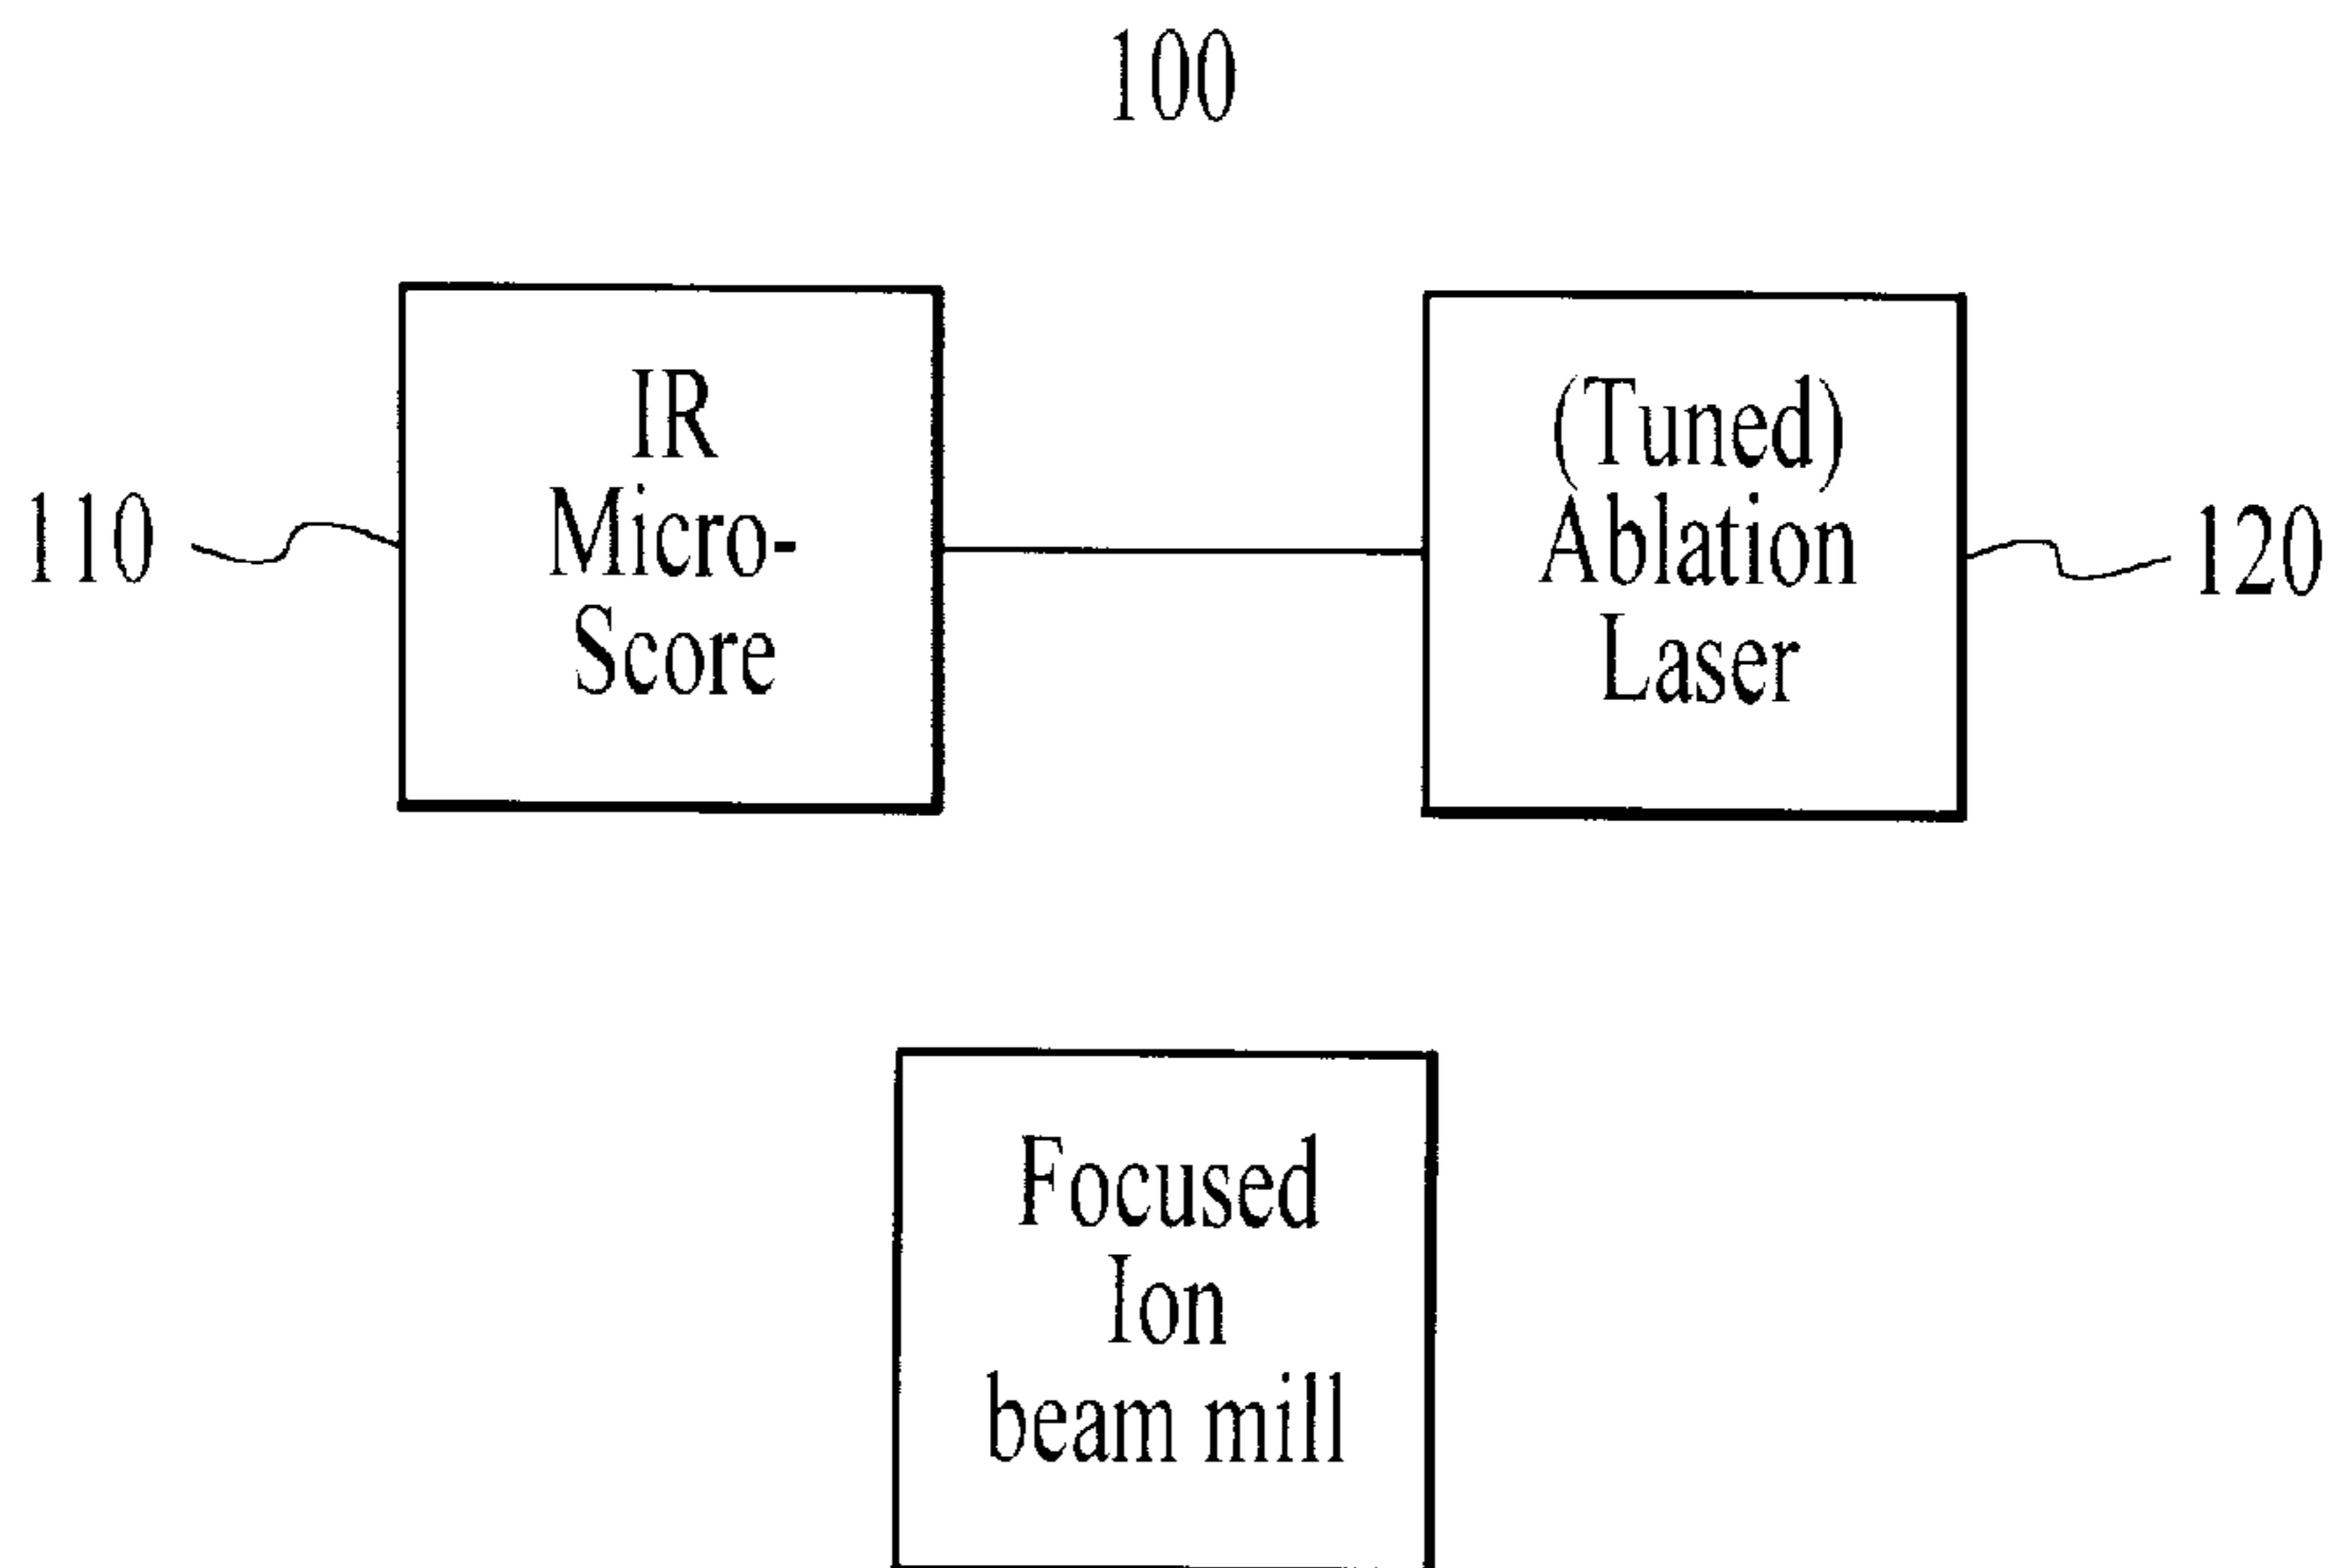 100
IR
Micro-
Score
110
(Tuned)
Ablation
Laser
120
Focused
Ion
beam mill